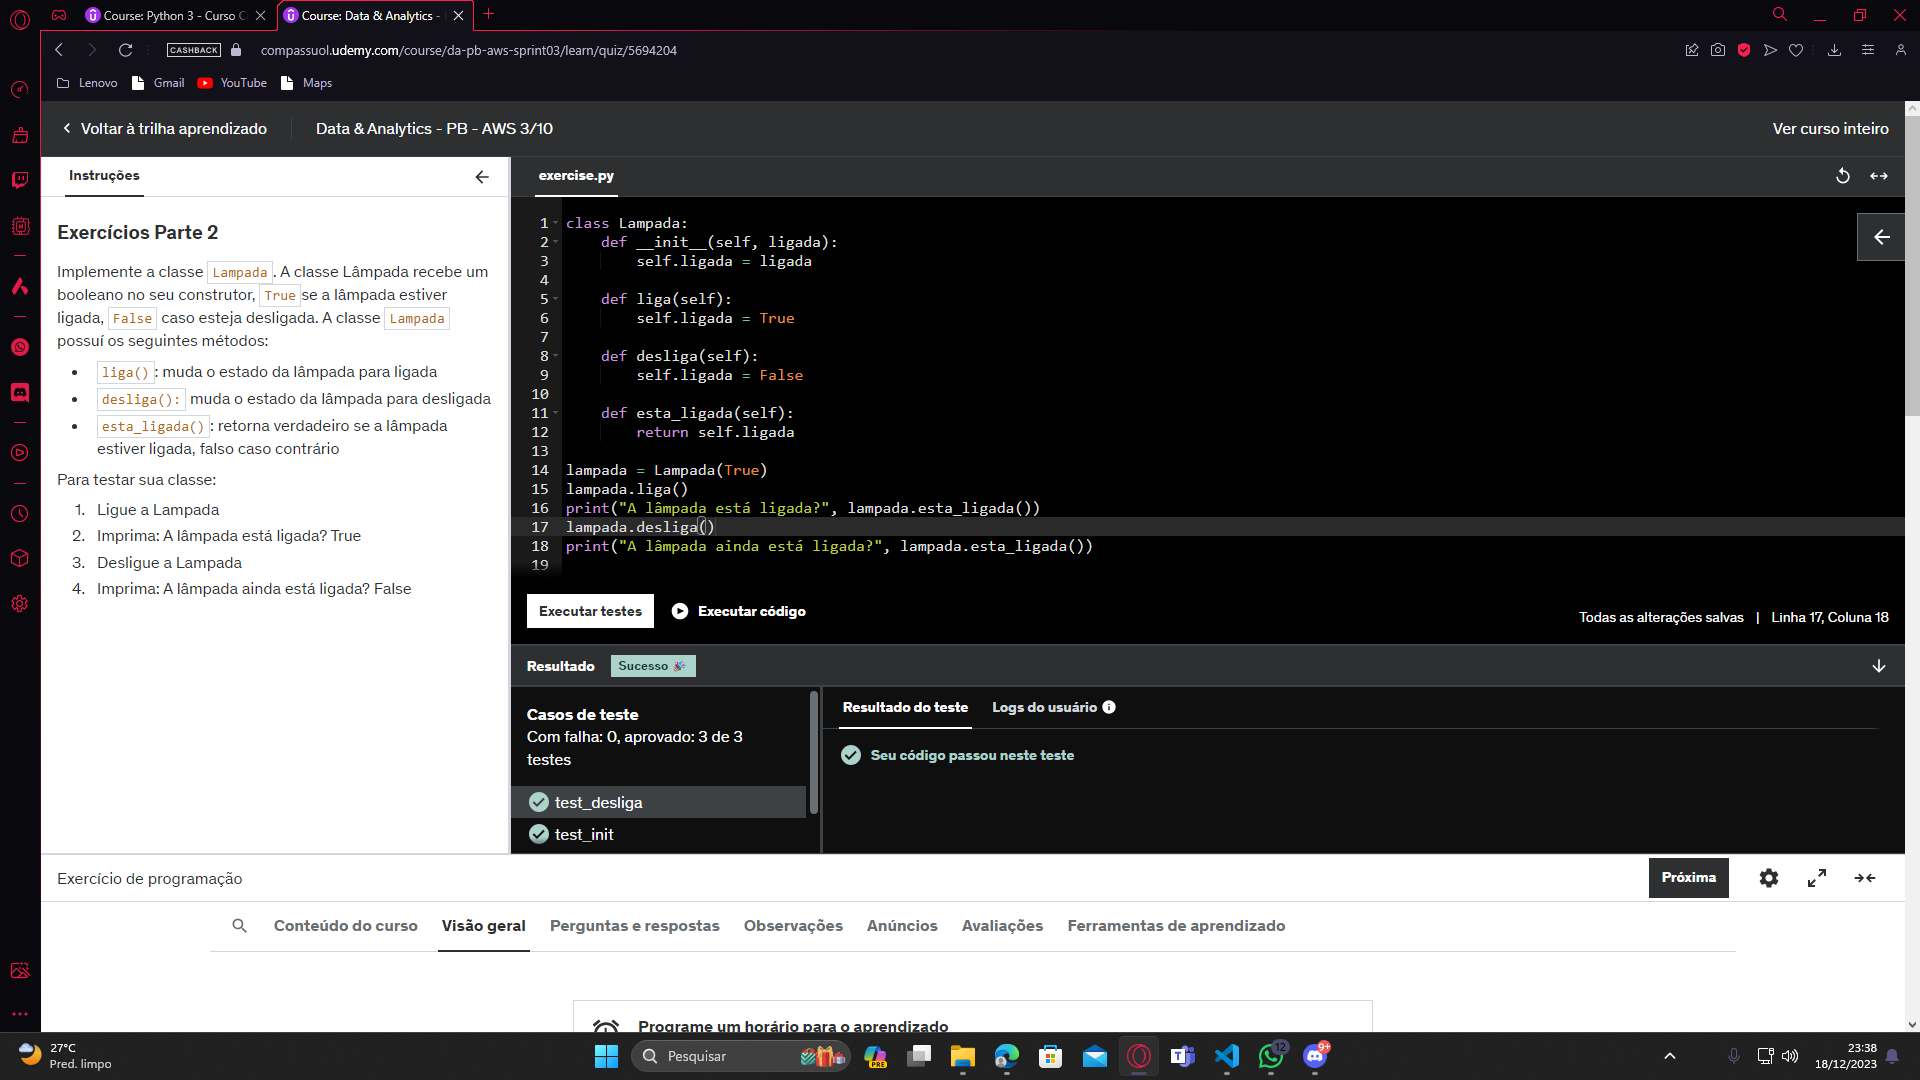 Course: Python 3 - Curso C
Course: Data & Analytics -
CASHBACK
compassuol.udemy.com/course/da-pb-aws-sprint03/learn/quiz/5694204
Lenovo
Gmail
YouTube
Maps
Voltar à trilha aprendizado
Data & Analytics - PB - AWS 3/10
Ver curso inteiro
Instruções
Exercícios Parte 2
Implemente a classe Lampada. A classe Lâmpada recebe um
booleano no seu construtor, True se a lâmpada estiver
ligada, False caso esteja desligada. A classe Lampada
possuí os seguintes métodos:
• liga(): muda o estado da lâmpada para ligada
• desliga(): muda o estado da lâmpada para desligada
• esta_ligada(): retorna verdadeiro se a lâmpada
estiver ligada, falso caso contrário
Para testar sua classe:
1. Ligue a Lampada
2. Imprima: A lâmpada está ligada? True
3. Desligue a Lampada
4. Imprima: A lâmpada ainda está ligada? False
exercise.py
1 class Lampada:
2     def __init__(self, ligada):
3         self.ligada = ligada
4
5     def liga(self):
6         self.ligada = True
7
8     def desliga(self):
9         self.ligada = False
10
11     def esta_ligada(self):
12         return self.ligada
13
14 lampada = Lampada(True)
15 lampada.liga()
16 print("A lâmpada está ligada?", lampada.esta_ligada())
17 lampada.desliga()
18 print("A lâmpada ainda está ligada?", lampada.esta_ligada())
19
Executar testes
Executar código
Todas as alterações salvas | Linha 17, Coluna 18
Resultado
Sucesso
Casos de teste
Com falha: 0, aprovado: 3 de 3
testes
test_desliga
test_init
Resultado do teste
Logs do usuário
Seu código passou neste teste
Exercício de programação
Próxima
Conteúdo do curso
Visão geral
Perguntas e respostas
Observações
Anúncios
Avaliações
Ferramentas de aprendizado
Programe um horário para o aprendizado
27°C
Pred. limpo
Pesquisar
PRE
12
9+
23:38
18/12/2023